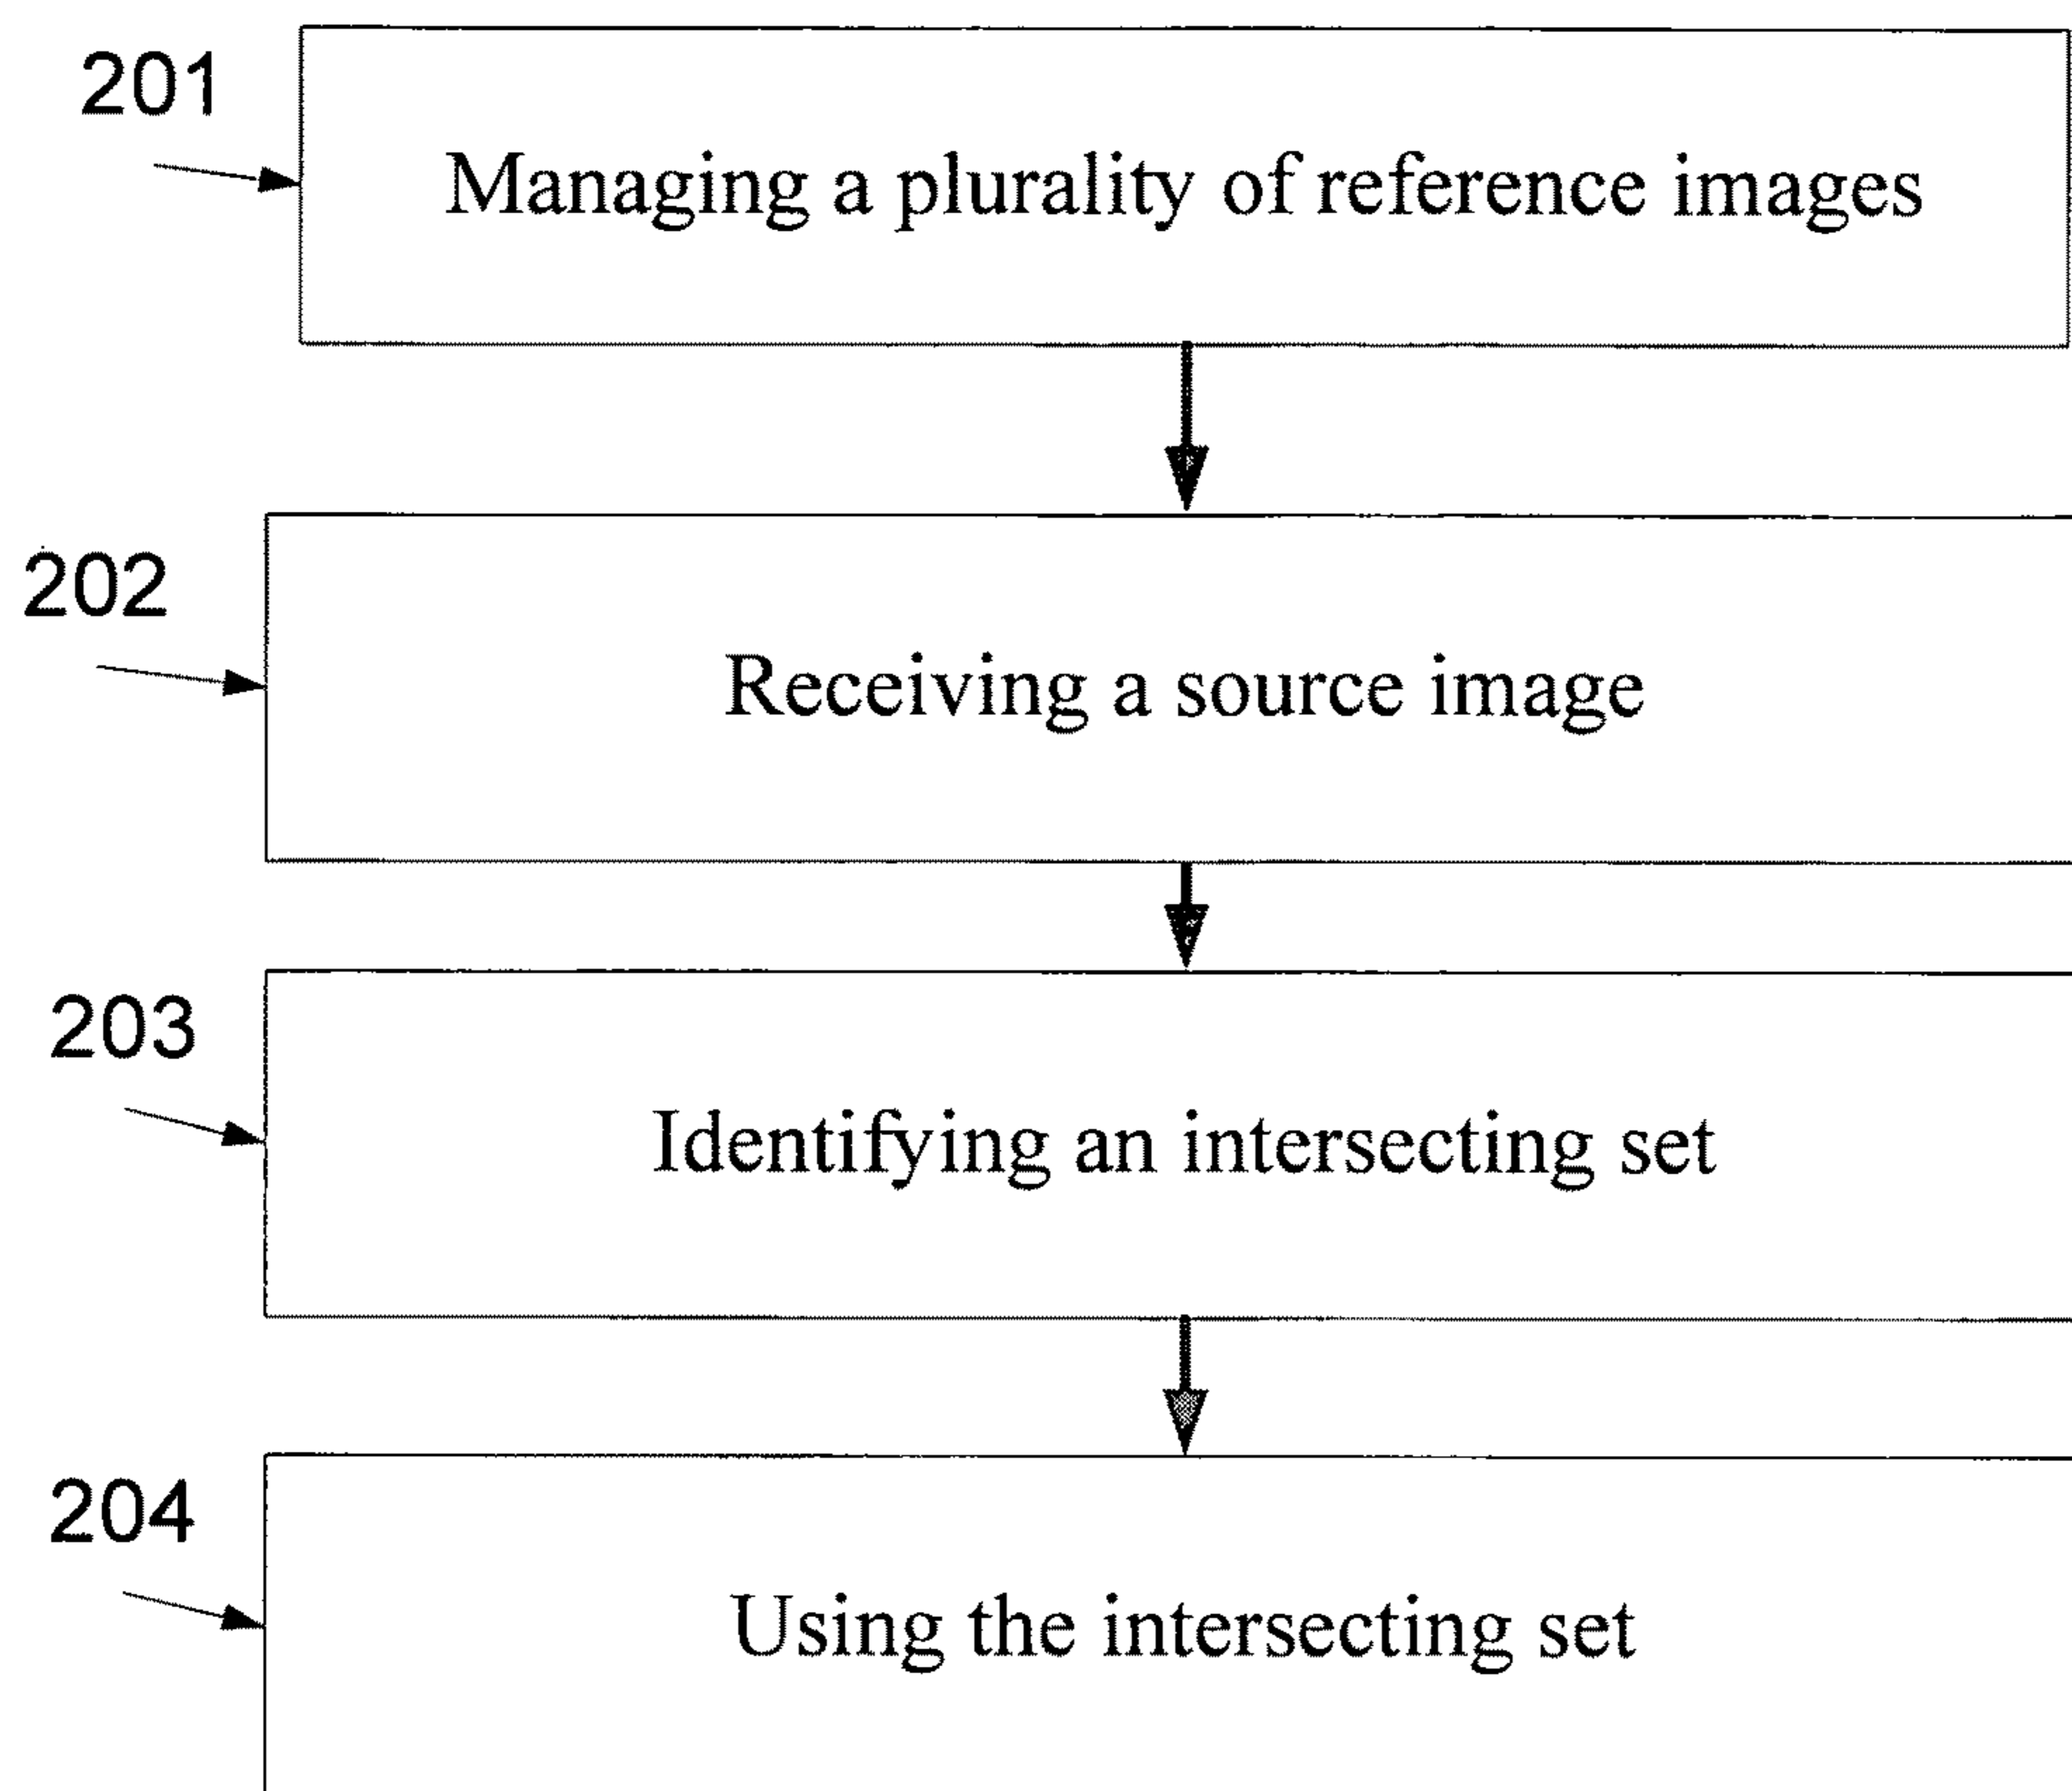 201
Managing a plurality of reference images
202
Receiving a source image
203
Identifying an intersecting set
204
Using the intersecting set